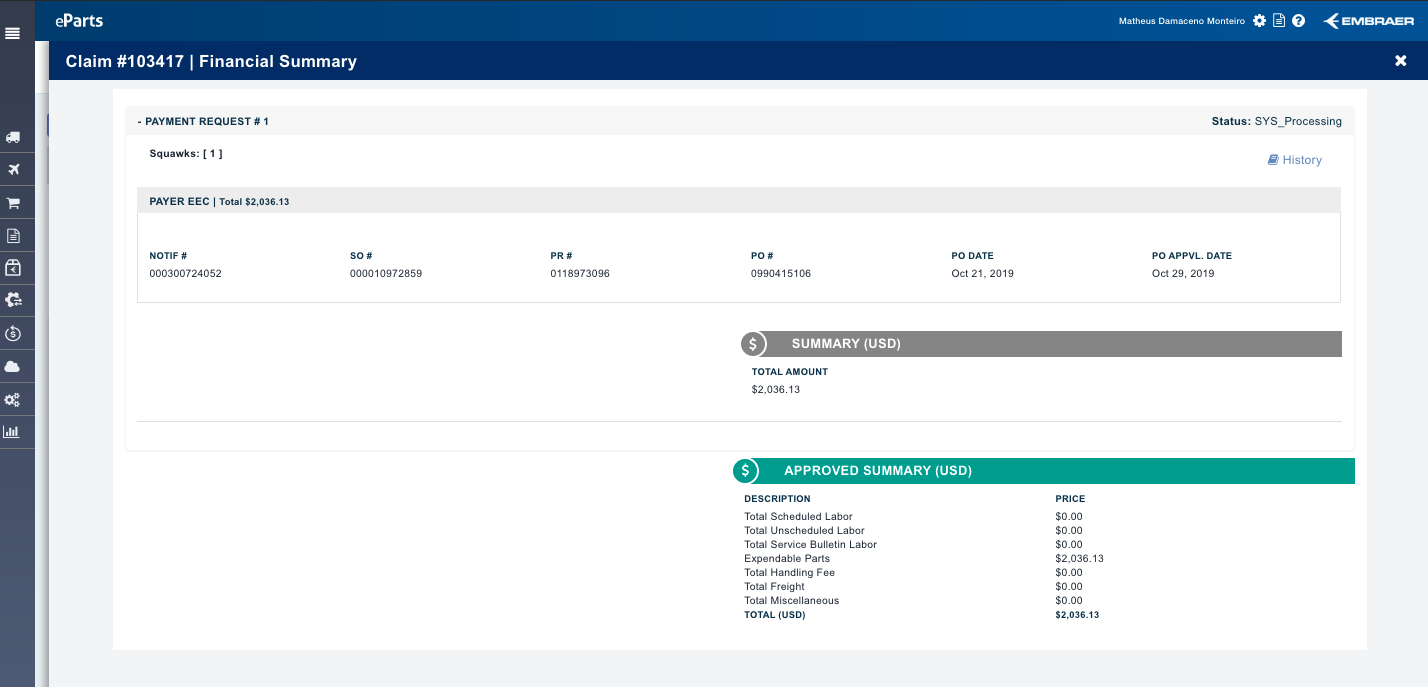 eParts
Matheus Damaceno Monteiro
EMBRAER
Claim #103417 | Financial Summary
- PAYMENT REQUEST # 1
Status: SYS_Processing
Squawks: [ 1 ]
History
PAYER EEC | Total $2,036.13
NOTIF # SO # PR # PO # PO DATE PO APPVL. DATE
000300724052 000010972859 0118973096 0990415106 Oct 21, 2019 Oct 29, 2019
$ SUMMARY (USD)
TOTAL AMOUNT
$2,036.13
$ APPROVED SUMMARY (USD)
DESCRIPTION PRICE
Total Scheduled Labor $0.00
Total Unscheduled Labor $0.00
Total Service Bulletin Labor $0.00
Expendable Parts $2,036.13
Total Handling Fee $0.00
Total Freight $0.00
Total Miscellaneous $0.00
TOTAL (USD) $2,036.13